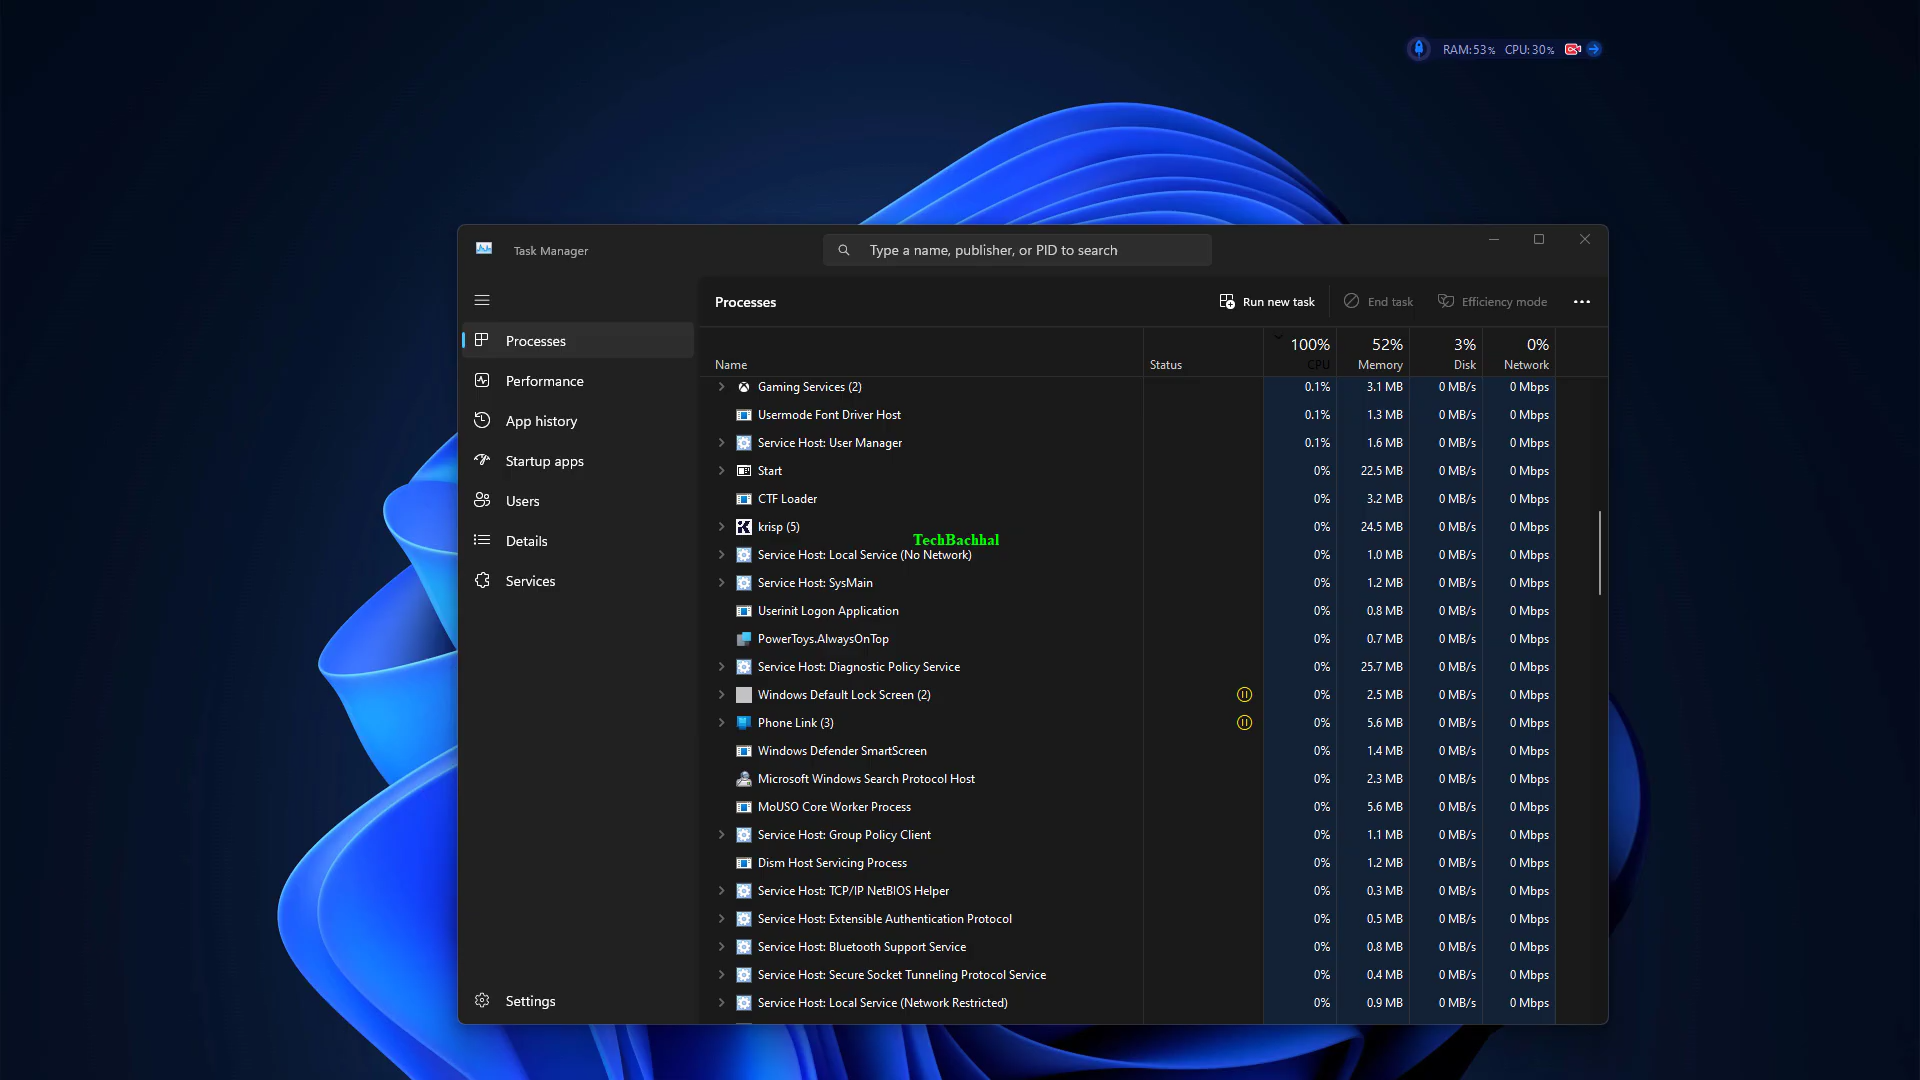 RAM:53% CPU:30%
Task Manager
Type a name, publisher, or PID to search
Processes
Run new task
End task
Efficiency mode
Processes
Performance
App history
Startup apps
Users
Details
Services
Settings
100% 52% 3% 0%
Name Status CPU Memory Disk Network
Gaming Services (2) 0.1% 3.1 MB 0 MB/s 0 Mbps
Usermode Font Driver Host 0.1% 1.3 MB 0 MB/s 0 Mbps
Service Host: User Manager 0.1% 1.6 MB 0 MB/s 0 Mbps
Start 0% 22.5 MB 0 MB/s 0 Mbps
CTF Loader 0% 3.2 MB 0 MB/s 0 Mbps
krisp (5) 0% 24.5 MB 0 MB/s 0 Mbps
TechBachhal
Service Host: Local Service (No Network) 0% 1.0 MB 0 MB/s 0 Mbps
Service Host: SysMain 0% 1.2 MB 0 MB/s 0 Mbps
Userinit Logon Application 0% 0.8 MB 0 MB/s 0 Mbps
PowerToys.AlwaysOnTop 0% 0.7 MB 0 MB/s 0 Mbps
Service Host: Diagnostic Policy Service 0% 25.7 MB 0 MB/s 0 Mbps
Windows Default Lock Screen (2) 0% 2.5 MB 0 MB/s 0 Mbps
Phone Link (3) 0% 5.6 MB 0 MB/s 0 Mbps
Windows Defender SmartScreen 0% 1.4 MB 0 MB/s 0 Mbps
Microsoft Windows Search Protocol Host 0% 2.3 MB 0 MB/s 0 Mbps
MoUSO Core Worker Process 0% 5.6 MB 0 MB/s 0 Mbps
Service Host: Group Policy Client 0% 1.1 MB 0 MB/s 0 Mbps
Dism Host Servicing Process 0% 1.2 MB 0 MB/s 0 Mbps
Service Host: TCP/IP NetBIOS Helper 0% 0.3 MB 0 MB/s 0 Mbps
Service Host: Extensible Authentication Protocol 0% 0.5 MB 0 MB/s 0 Mbps
Service Host: Bluetooth Support Service 0% 0.8 MB 0 MB/s 0 Mbps
Service Host: Secure Socket Tunneling Protocol Service 0% 0.4 MB 0 MB/s 0 Mbps
Service Host: Local Service (Network Restricted) 0% 0.9 MB 0 MB/s 0 Mbps